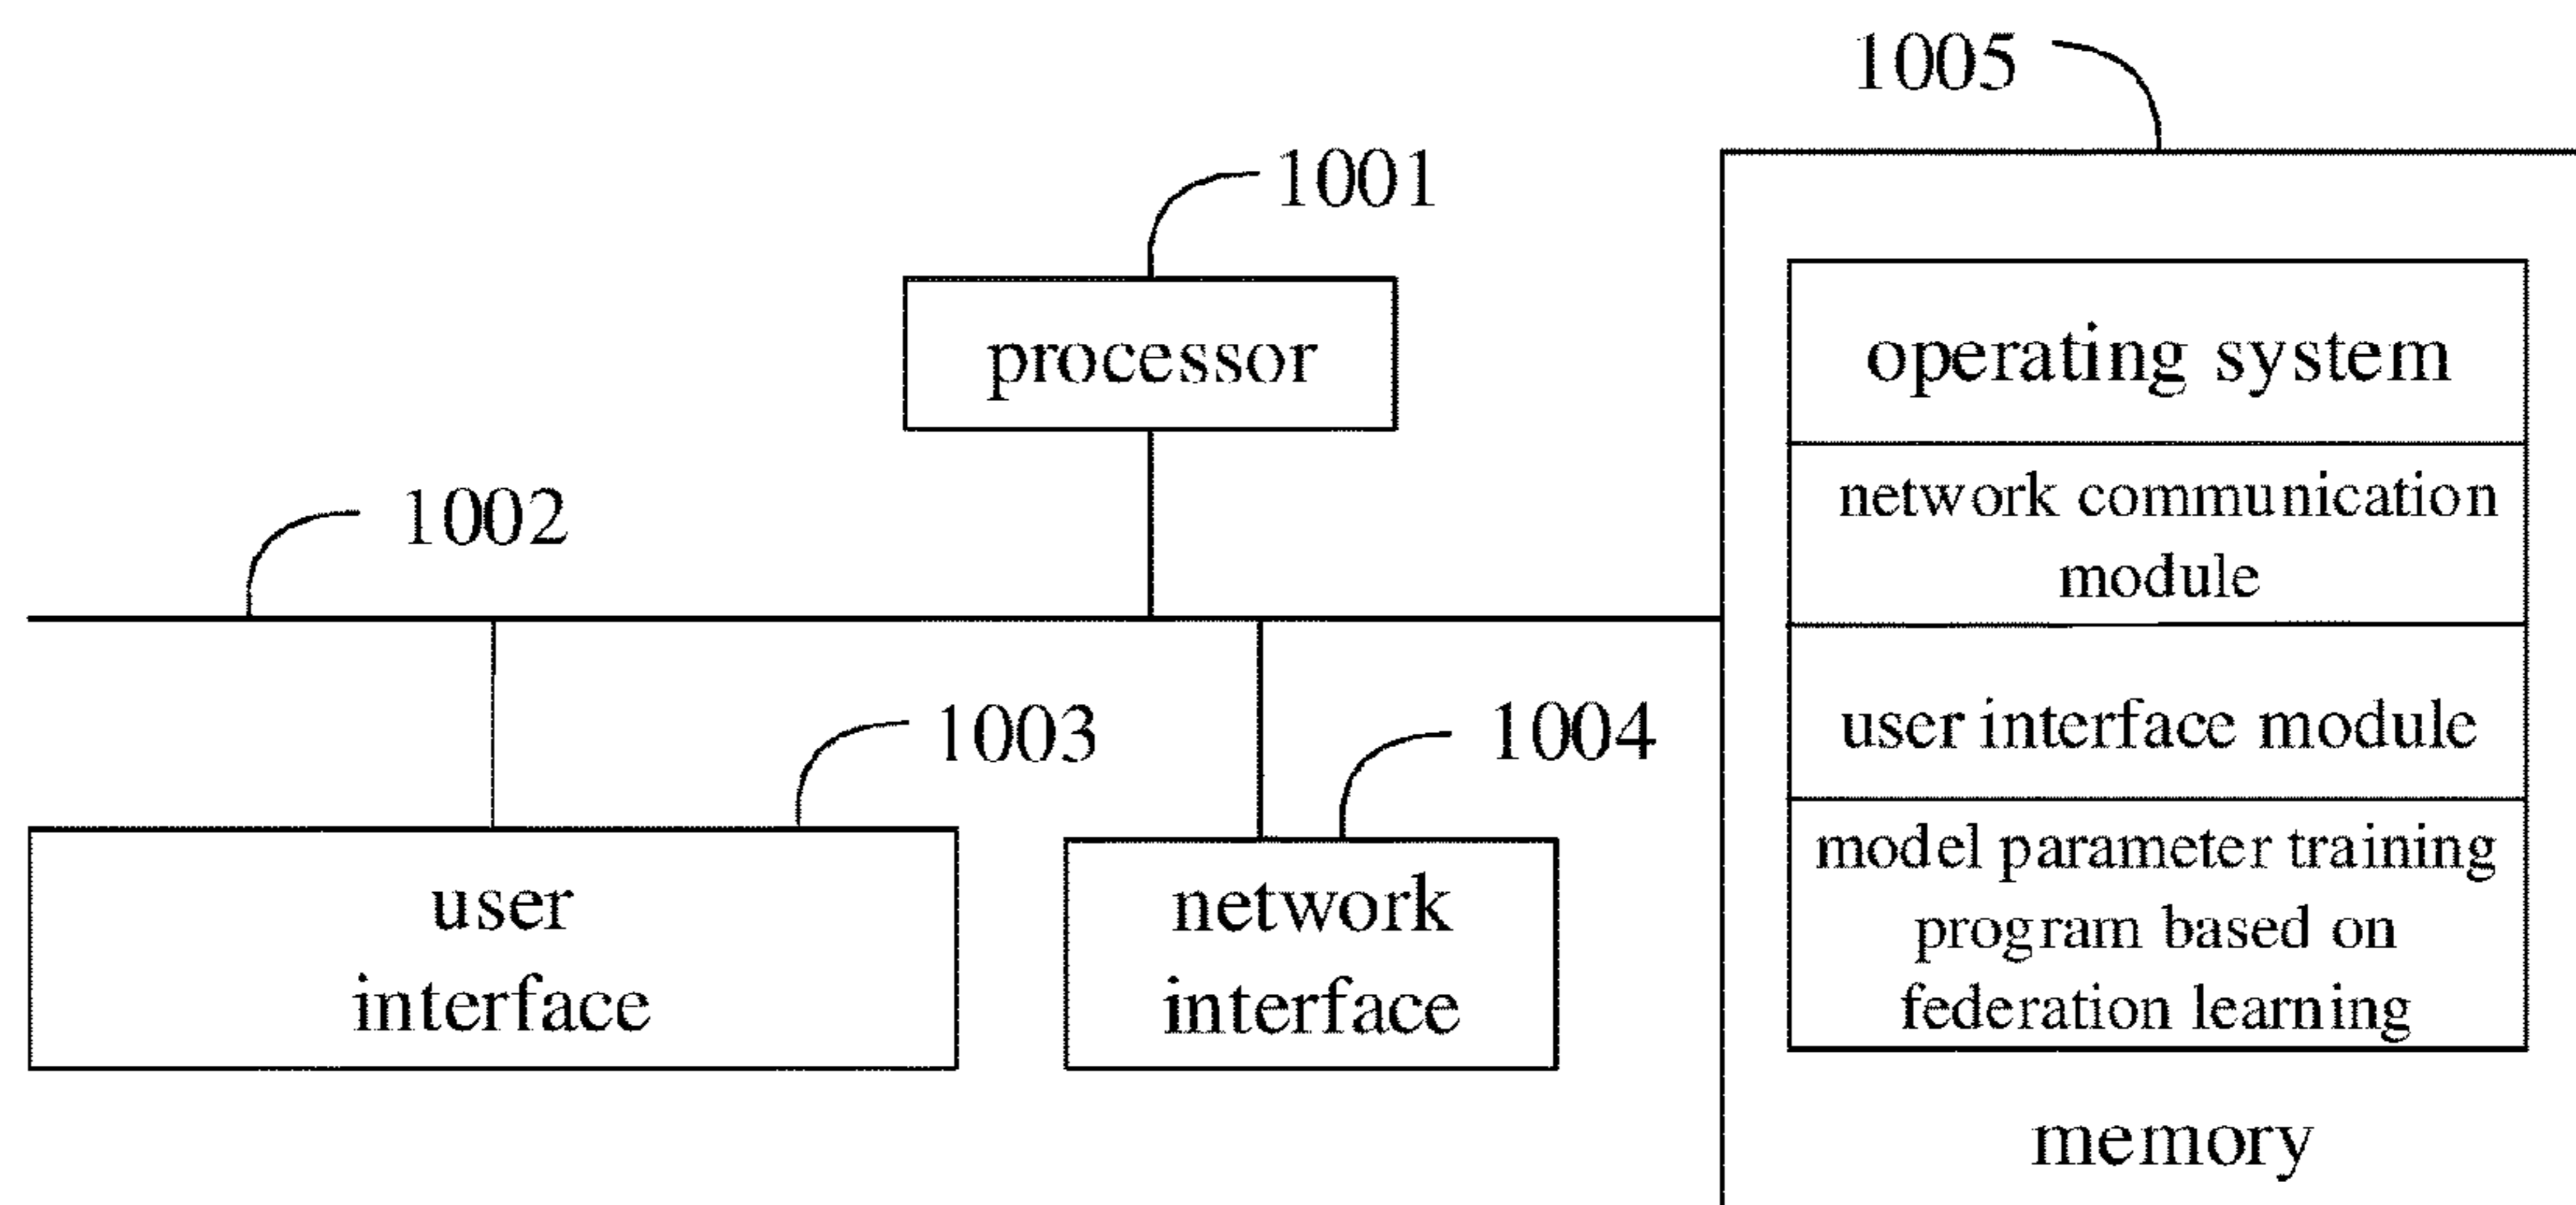 1005
1001
processor
1002
1003
1004
user
interface
network
interface
operating system
network communication
module
user interface module
model parameter training
program based on
federation learning
memory